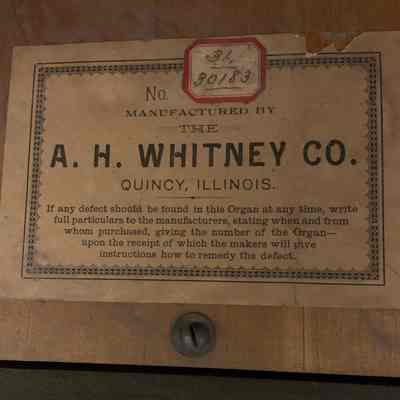 No.
30183
MANUFACTURED BY
THE
A. H. WHITNEY CO.
QUINCY, ILLINOIS.
If any defect should be found in this Organ at any time, write
full particulars to the manufacturers, stating when and from
whom purchased, giving the number of the Organ—
upon the receipt of which the makers will give
instructions how to remedy the defect.